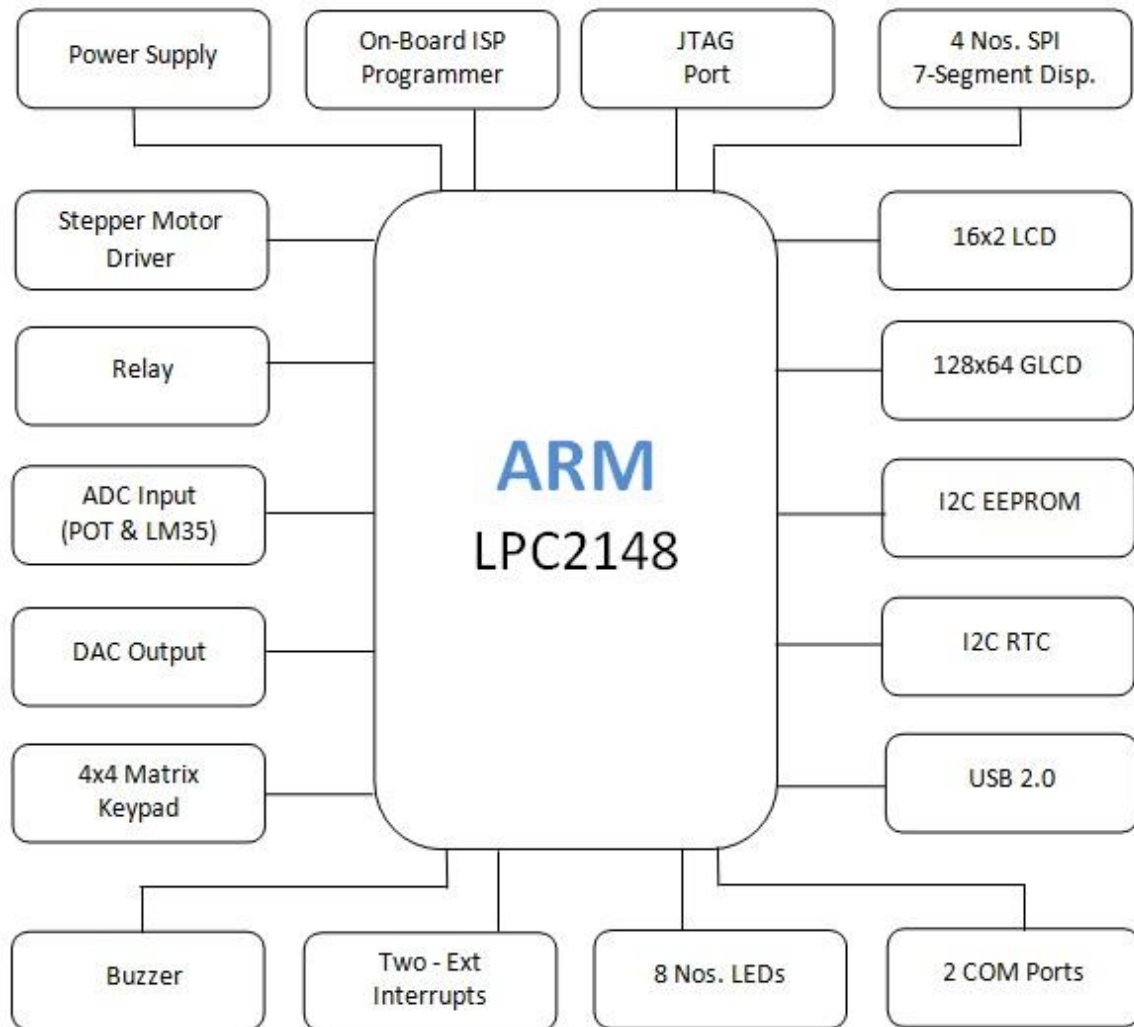 Power Supply
On-Board ISP
Programmer
JTAG
Port
4 Nos. SPI
7-Segment Disp.
Stepper Motor
Driver
16x2 LCD
Relay
128x64 GLCD
ARM
LPC2148
ADC Input
(POT & LM35)
I2C EEPROM
DAC Output
I2C RTC
4x4 Matrix
Keypad
USB 2.0
Buzzer
Two - Ext
Interrupts
8 Nos. LEDs
2 COM Ports